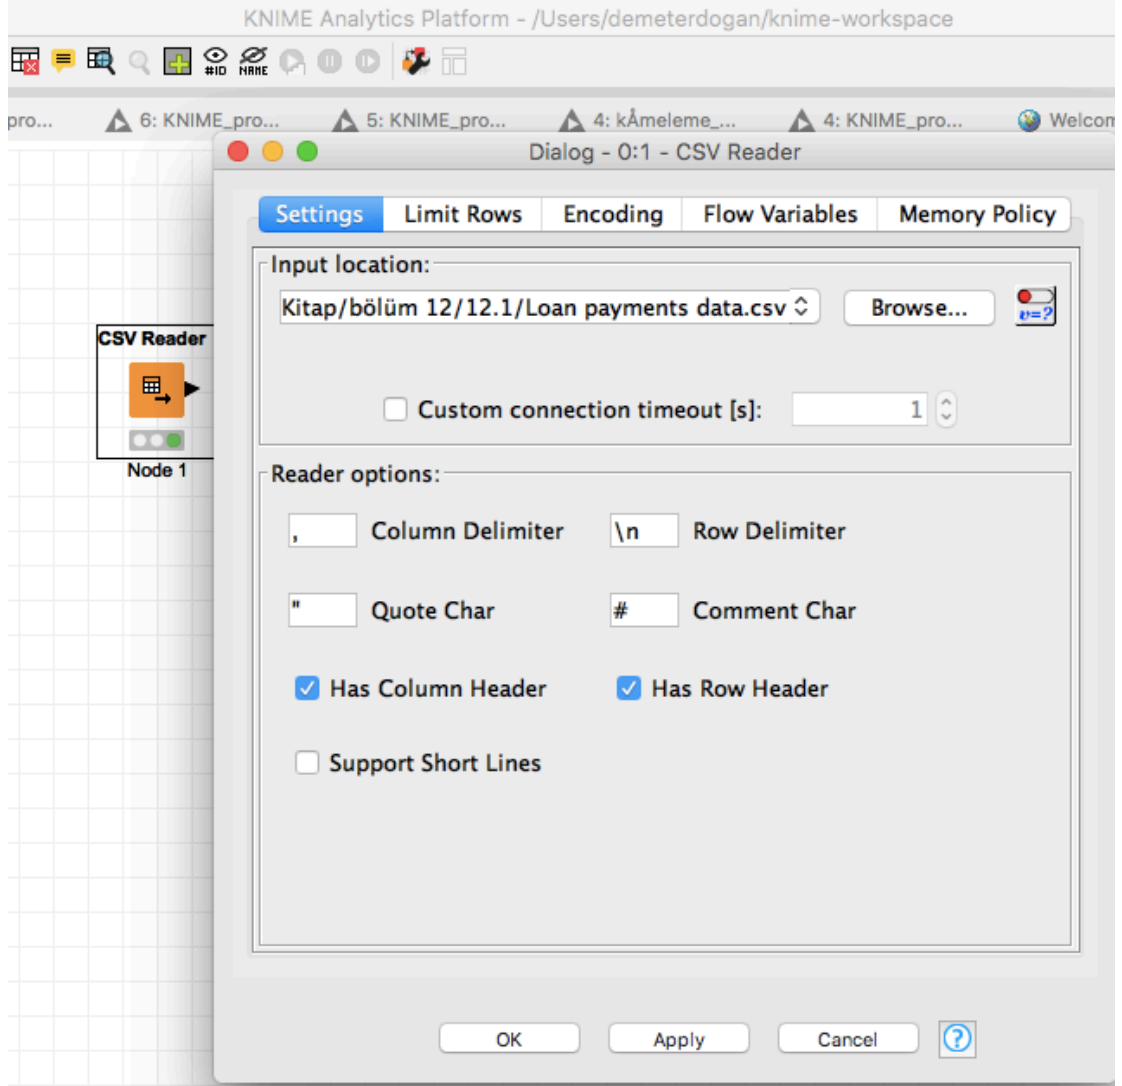 KNIME Analytics Platform - /Users/demeterdogan/knime-workspace
#ID NAME
pro... 6: KNIME_pro... 5: KNIME_pro... 4: kÅmeleme_... 4: KNIME_pro... Welcom
Dialog - 0:1 - CSV Reader
Settings Limit Rows Encoding Flow Variables Memory Policy
Input location:
Kitap/bölüm 12/12.1/Loan payments data.csv Browse... v=?
CSV Reader
Custom connection timeout [s]: 1
Node 1
Reader options:
, Column Delimiter \n Row Delimiter
" Quote Char # Comment Char
Has Column Header Has Row Header
Support Short Lines
OK Apply Cancel ?